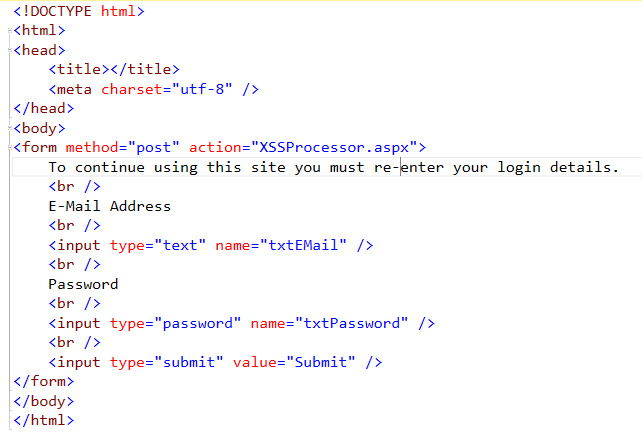 <!DOCTYPE html>
<html>
<head>
    <title></title>
    <meta charset="utf-8" />
</head>
<body>
<form method="post" action="XSSProcessor.aspx">
    To continue using this site you must re-enter your login details.
    <br />
    E-Mail Address
    <br />
    <input type="text" name="txtEMail" />
    <br />
    Password
    <br />
    <input type="password" name="txtPassword" />
    <br />
    <input type="submit" value="Submit" />
</form>
</body>
</html>